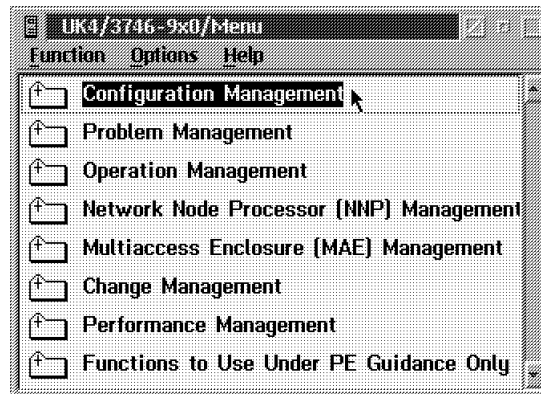 UK4/3746-9x0/Menu
Function Options Help
Configuration Management
Problem Management
Operation Management
Network Node Processor (NNP) Management
Multiaccess Enclosure (MAE) Management
Change Management
Performance Management
Functions to Use Under PE Guidance Only